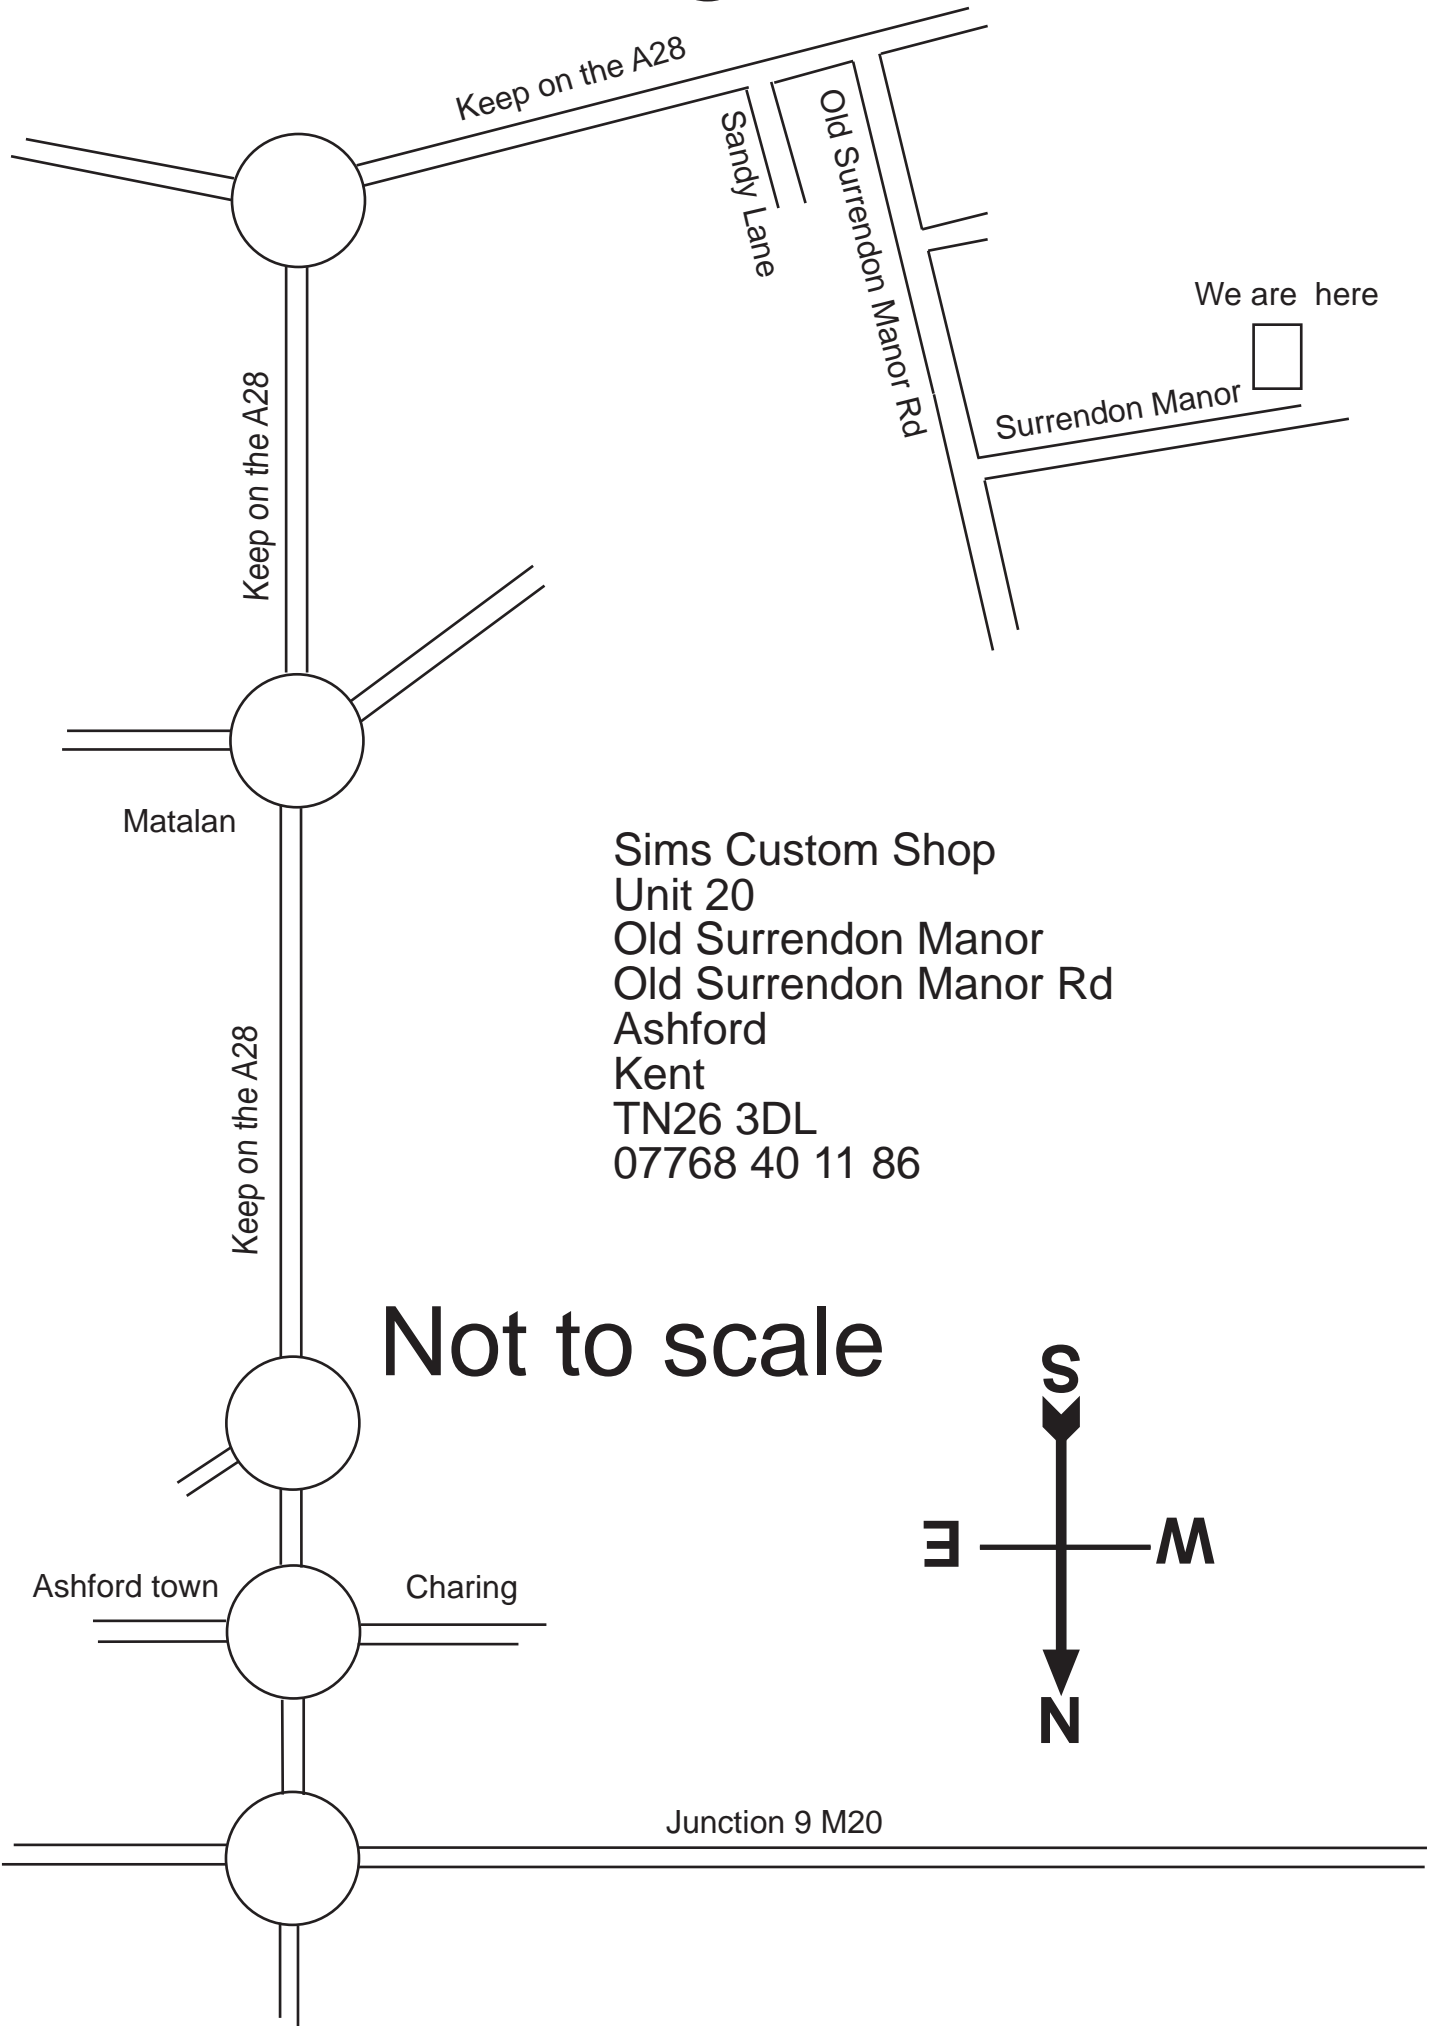 Keep on the A28
Sandy Lane
Old Surrendon Manor Rd
We are  here
Surrendon Manor
Keep on the A28
Matalan
Sims Custom Shop
Unit 20
Old Surrendon Manor
Old Surrendon Manor Rd
Ashford
Kent
TN26 3DL
07768 40 11 86
Keep on the A28
Not to scale
S
E
W
N
Ashford town
Charing
Junction 9 M20